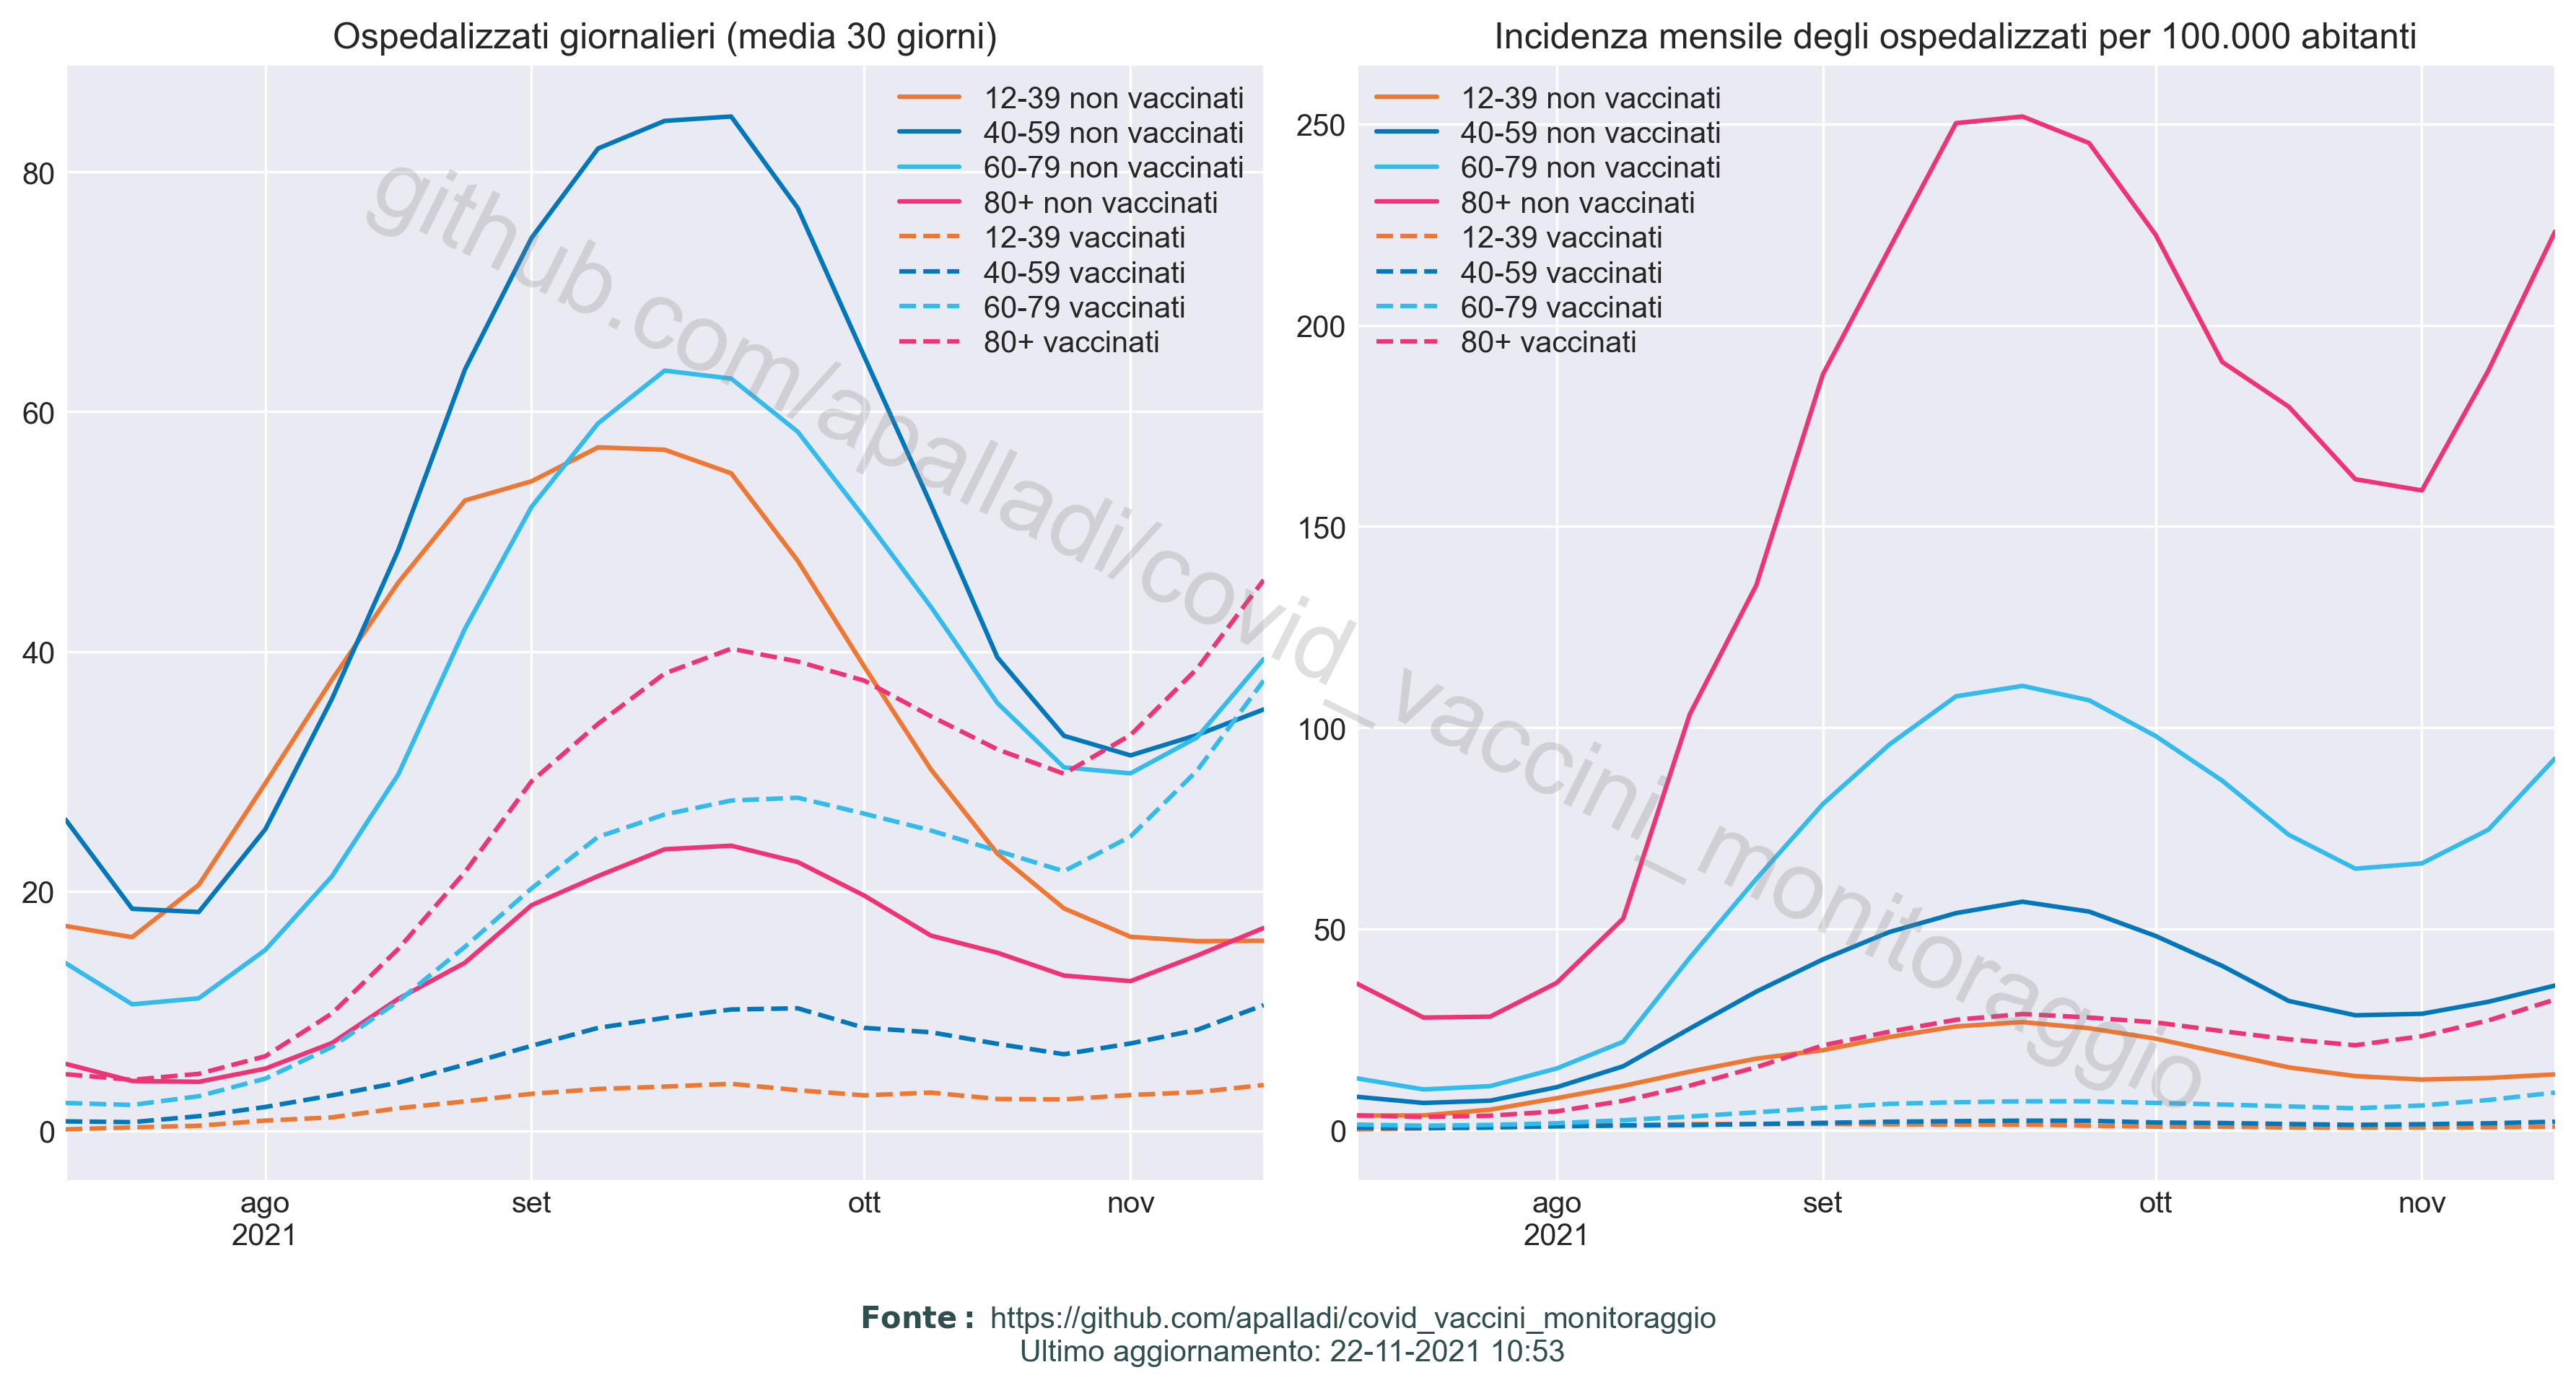 Ospedalizzati giornalieri (media 30 giorni)
80
60
40
20
0
12-39 non vaccinati
40-59 non vaccinati
60-79 non vaccinati
80+ non vaccinati
12-39 vaccinati
40-59 vaccinati
60-79 vaccinati
80+ vaccinati
ago
2021
set
ott
nov
Incidenza mensile degli ospedalizzati per 100.000 abitanti
250
200
150
100
50
0
12-39 non vaccinati
40-59 non vaccinati
60-79 non vaccinati
80+ non vaccinati
12-39 vaccinati
40-59 vaccinati
60-79 vaccinati
80+ vaccinati
ago
2021
set
ott
nov
github.com/apalladi/covid_vaccini_monitoraggio
Fonte: https://github.com/apalladi/covid_vaccini_monitoraggio
Ultimo aggiornamento: 22-11-2021 10:53